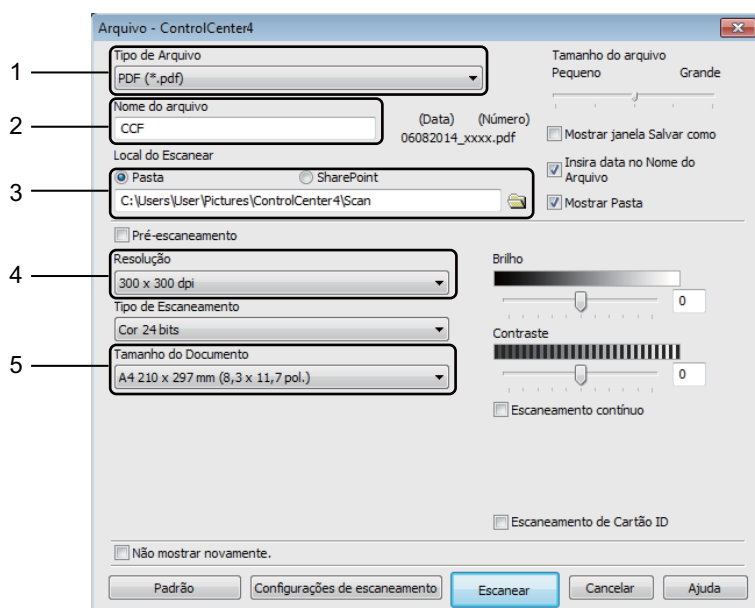 Arquivo - ControlCenter4
1
Tipo de Arquivo
PDF (*.pdf)
Tamanho do arquivo
Pequeno Grande
2
Nome do arquivo
CCF
(Data) (Número)
06082014_xxxx.pdf
Mostrar janela Salvar como
Insira data no Nome do
Arquivo
Mostrar Pasta
3
Local do Escanear
Pasta SharePoint
C:\Users\User\Pictures\ControlCenter4\Scan
Pré-escaneamento
4
Resolução
300 x 300 dpi
Tipo de Escaneamento
Cor 24 bits
5
Tamanho do Documento
A4 210 x 297 mm (8,3 x 11,7 pol.)
Brilho
0
Contraste
0
Escaneamento contínuo
Escaneamento de Cartão ID
Não mostrar novamente.
Padrão Configurações de escaneamento Escanear Cancelar Ajuda